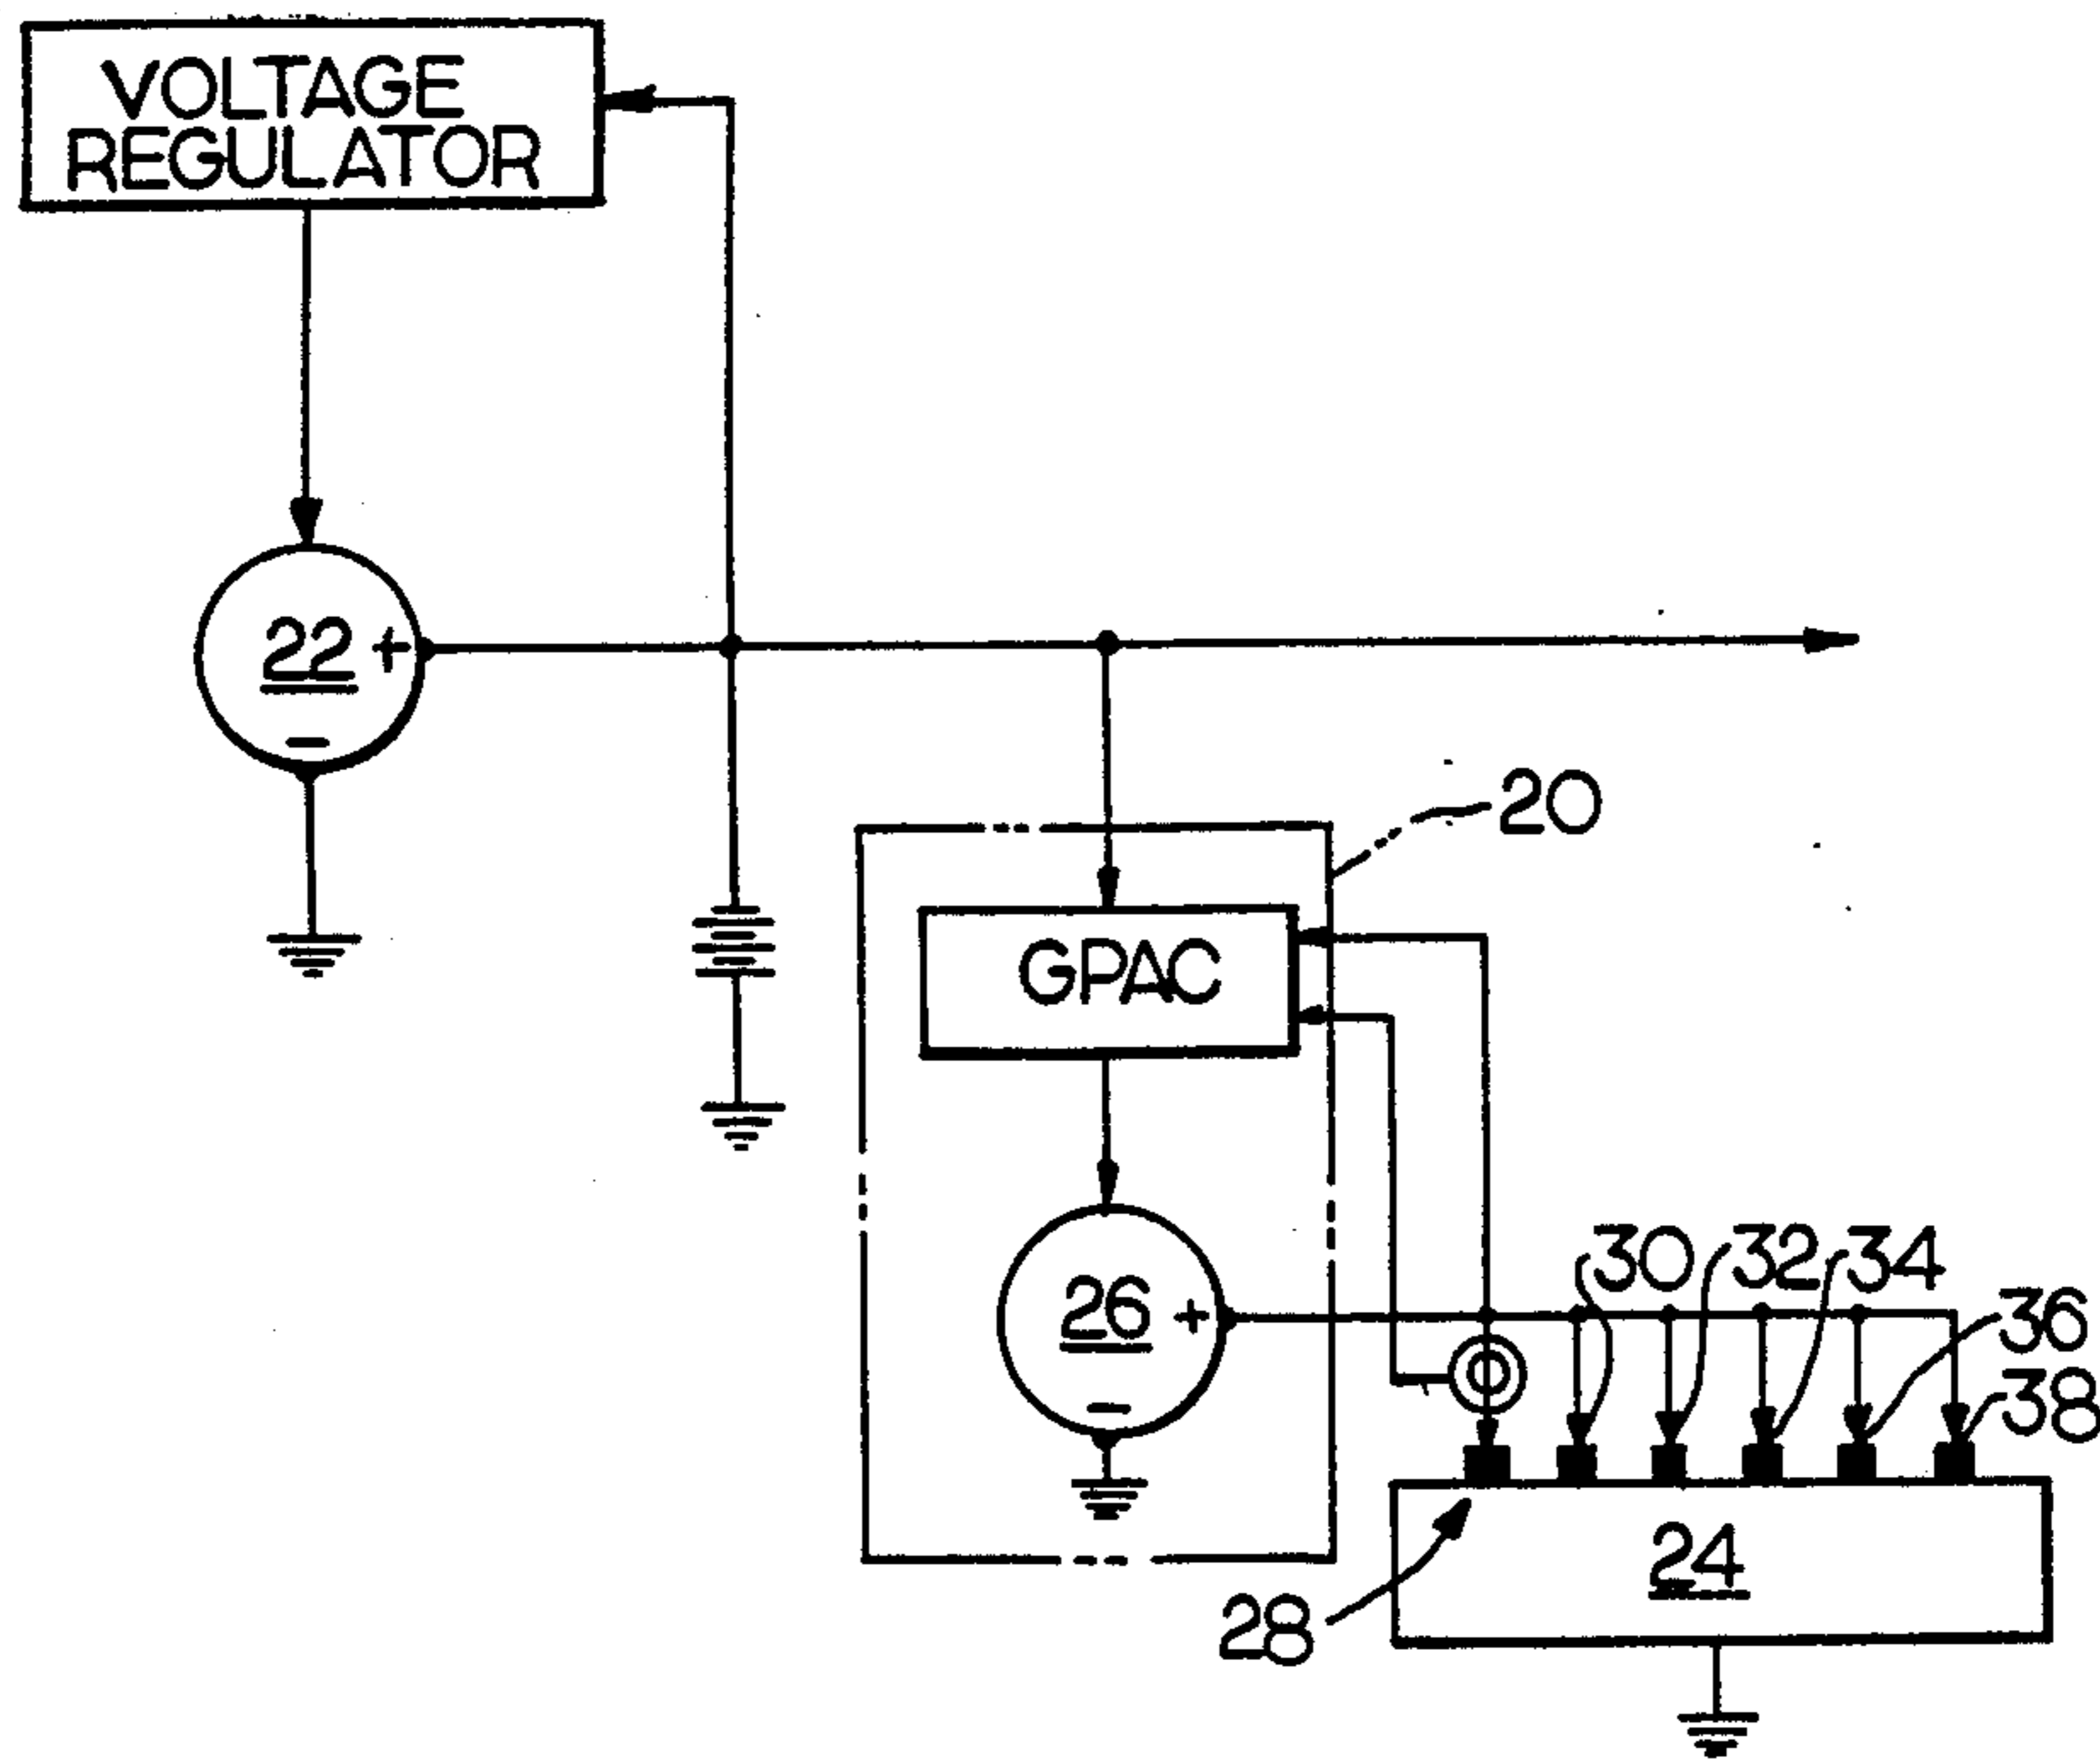 VOLTAGE
REGULATOR
22 +
−
20
GPAC
26 +
−
30 32 34
36
38
28
24